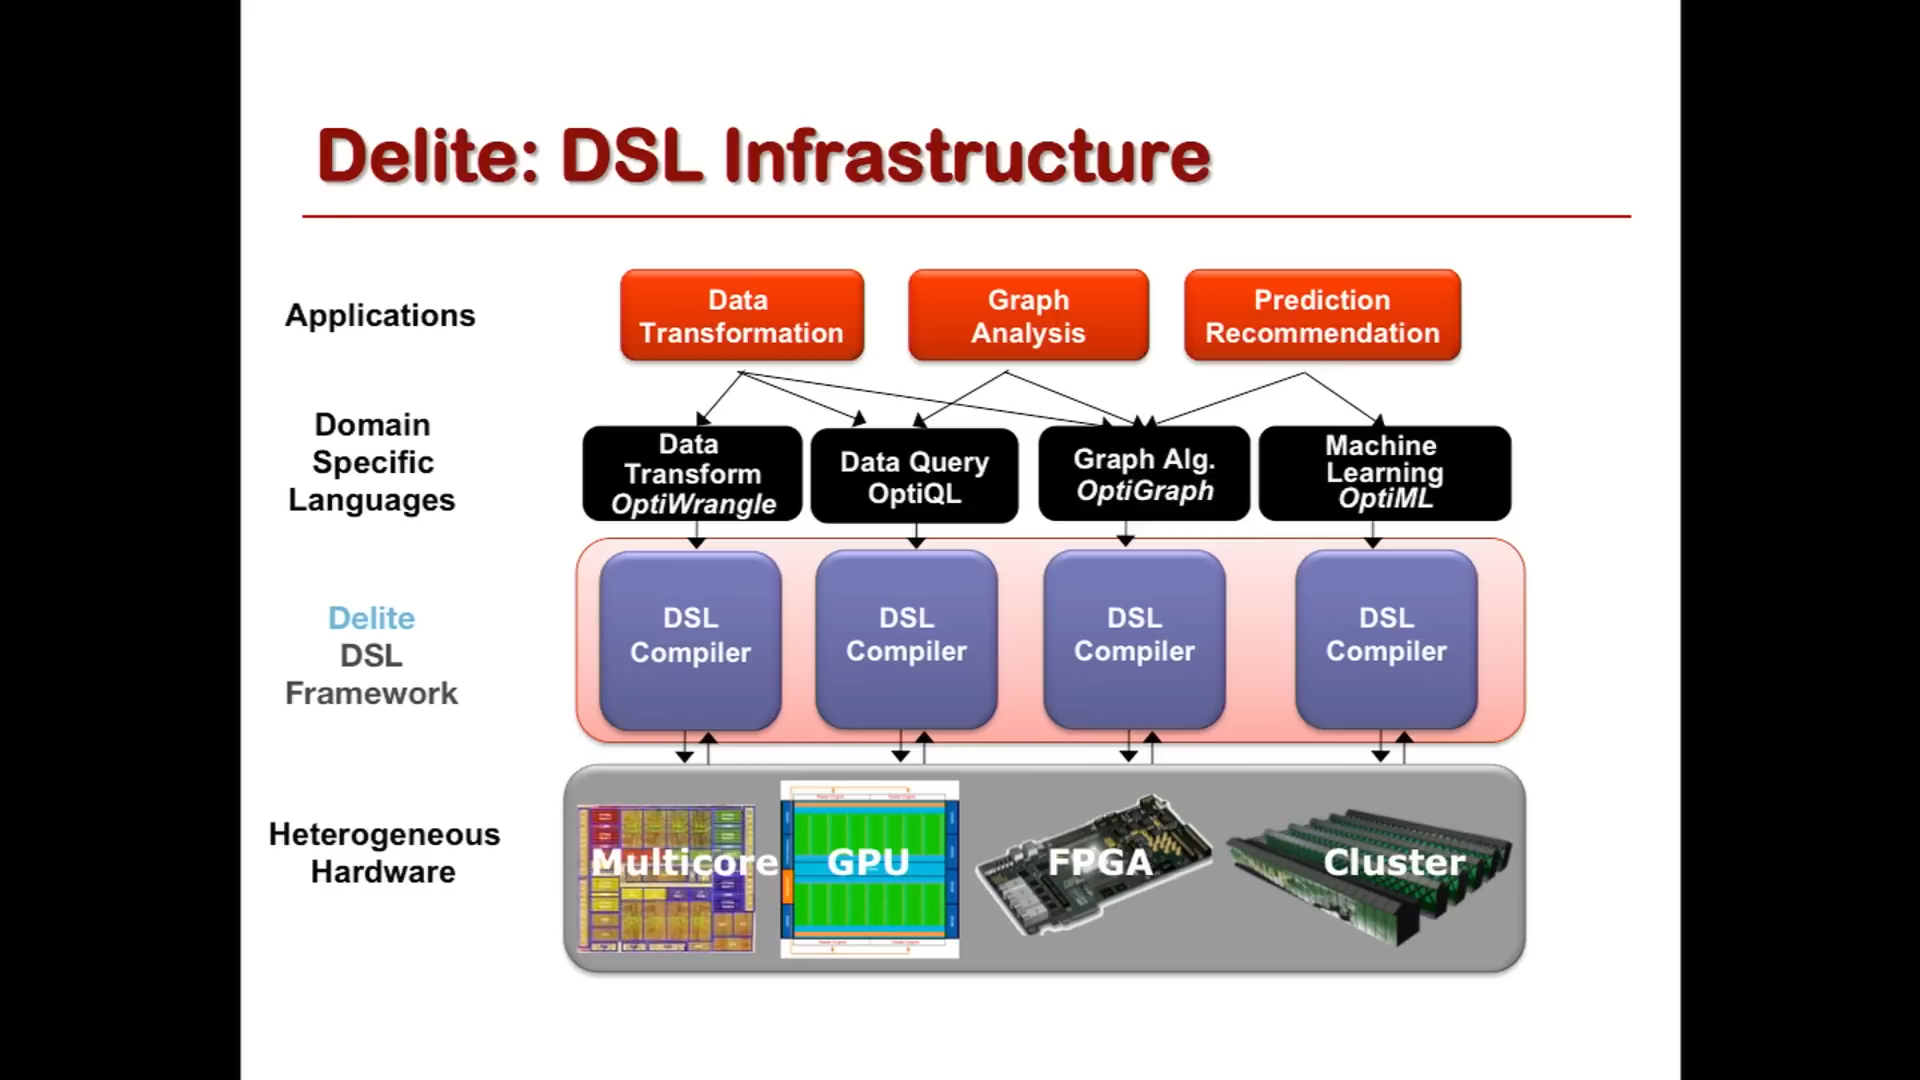 Delite: DSL Infrastructure
Applications
Data
Transformation
Graph
Analysis
Prediction
Recommendation
Domain
Specific
Languages
Data
Transform
OptiWrangle
Data Query
OptiQL
Graph Alg.
OptiGraph
Machine
Learning
OptiML
Delite
DSL
Framework
DSL
Compiler
DSL
Compiler
DSL
Compiler
DSL
Compiler
Heterogeneous
Hardware
Multicore
GPU
FPGA
Cluster